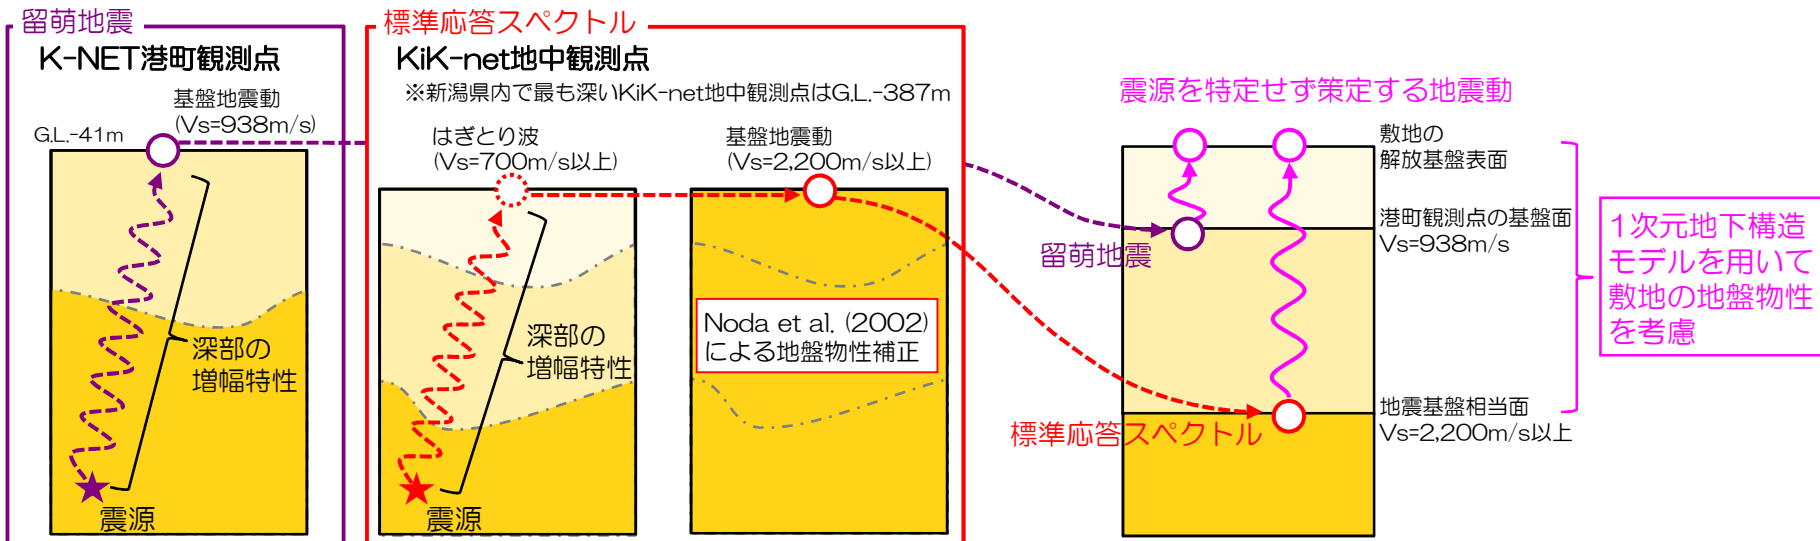 留萌地震
K-NET港町観測点
基盤地震動
(Vs=938m/s)
G.L.-41m
深部の
増幅特性
震源
標準応答スペクトル
KiK-net地中観測点
※新潟県内で最も深いKiK-net地中観測点はG.L.-387m
はぎとり波
(Vs=700m/s以上)
基盤地震動
(Vs=2,200m/s以上)
深部の
増幅特性
震源
Noda et al. (2002)
による地盤物性補正
震源を特定せず策定する地震動
敷地の
解放基盤表面
港町観測点の基盤面
Vs=938m/s
留萌地震
標準応答スペクトル
地震基盤相当面
Vs=2,200m/s以上
1次元地下構造
モデルを用いて
敷地の地盤物性
を考慮